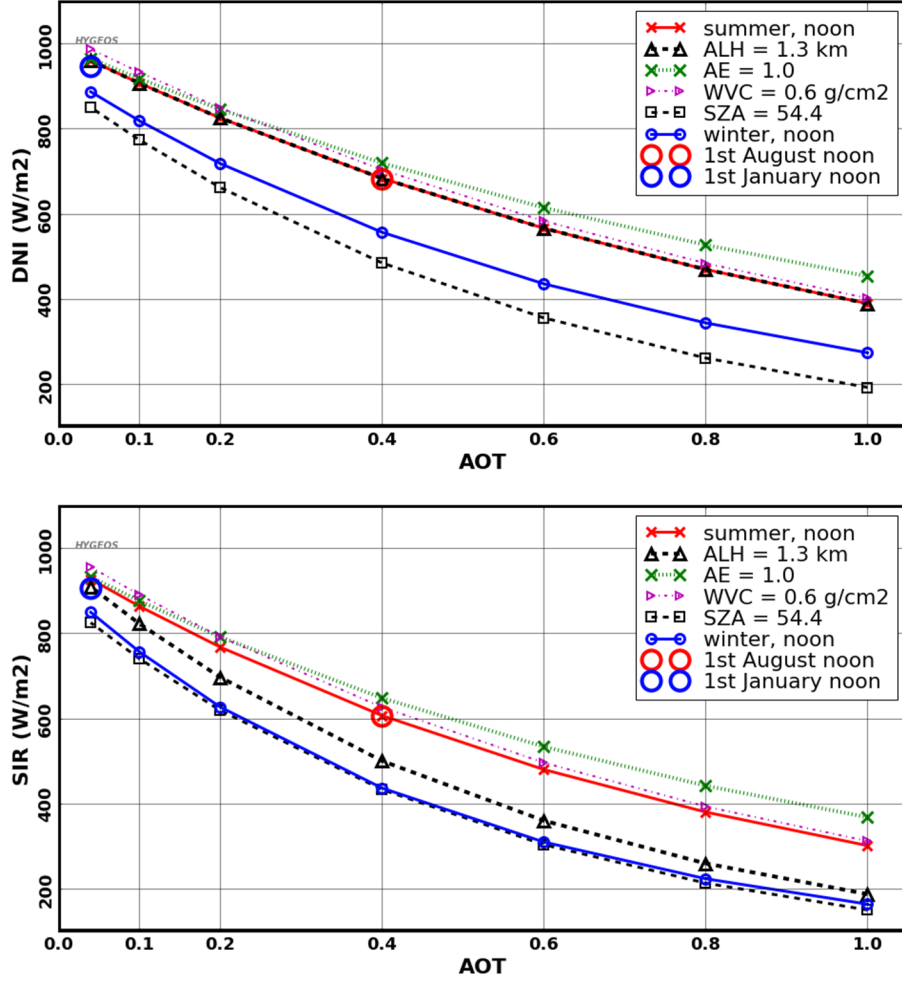 HYGEOS
summer, noon
ALH = 1.3 km
AE = 1.0
WVC = 0.6 g/cm2
SZA = 54.4
winter, noon
1st August noon
1st January noon
DNI (W/m2)
1000
800
600
400
200
0.0 0.1 0.2 0.4 0.6 0.8 1.0
AOT
HYGEOS
summer, noon
ALH = 1.3 km
AE = 1.0
WVC = 0.6 g/cm2
SZA = 54.4
winter, noon
1st August noon
1st January noon
SIR (W/m2)
1000
800
600
400
200
0.0 0.1 0.2 0.4 0.6 0.8 1.0
AOT